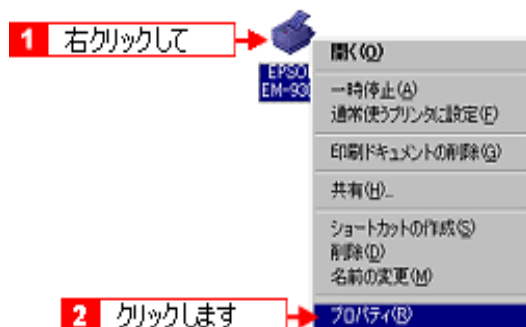 1 右クリックして
EPSO
EM-930
開く(O)
一時停止(A)
通常使うプリンタに設定(F)
印刷ドキュメントの削除(G)
共有(H)...
ショートカットの作成(S)
削除(D)
名前の変更(M)
2 クリックします
プロパティ(R)